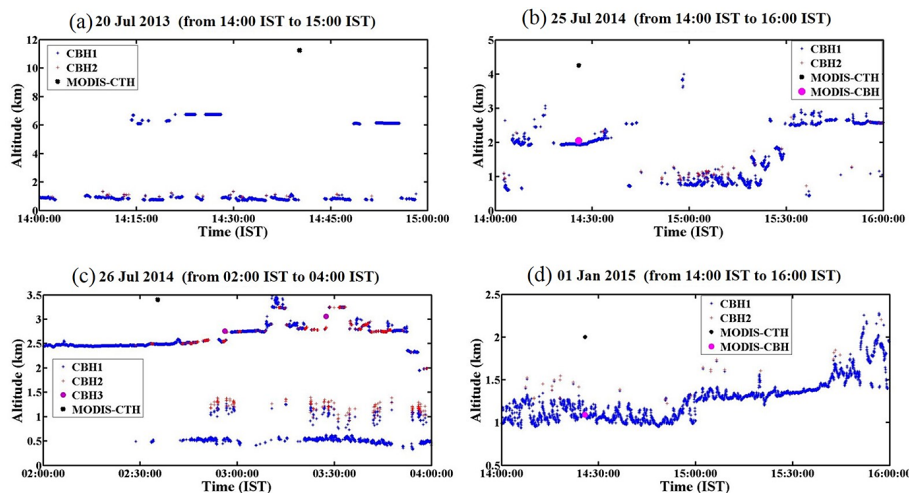 (a) 20 Jul 2013 (from 14:00 IST to 15:00 IST)
12
10
8
6
4
2
0
Altitude (km)
CBH1
CBH2
MODIS-CTH
14:00:00 14:15:00 14:30:00 14:45:00 15:00:00
Time (IST)
(b) 25 Jul 2014 (from 14:00 IST to 16:00 IST)
5
4
3
2
1
0
Altitude (km)
CBH1
CBH2
MODIS-CTH
MODIS-CBH
14:00:00 14:30:00 15:00:00 15:30:00 16:00:00
Time (IST)
(c) 26 Jul 2014 (from 02:00 IST to 04:00 IST)
3.5
3
2.5
2
1.5
1
0.5
0
Altitude (km)
CBH1
CBH2
CBH3
MODIS-CTH
02:00:00 02:30:00 03:00:00 03:30:00 04:00:00
Time (IST)
(d) 01 Jan 2015 (from 14:00 IST to 16:00 IST)
2.5
2
1.5
1
0.5
Altitude (km)
CBH1
CBH2
MODIS-CTH
MODIS-CBH
14:00:00 14:30:00 15:00:00 15:30:00 16:00:00
Time (IST)